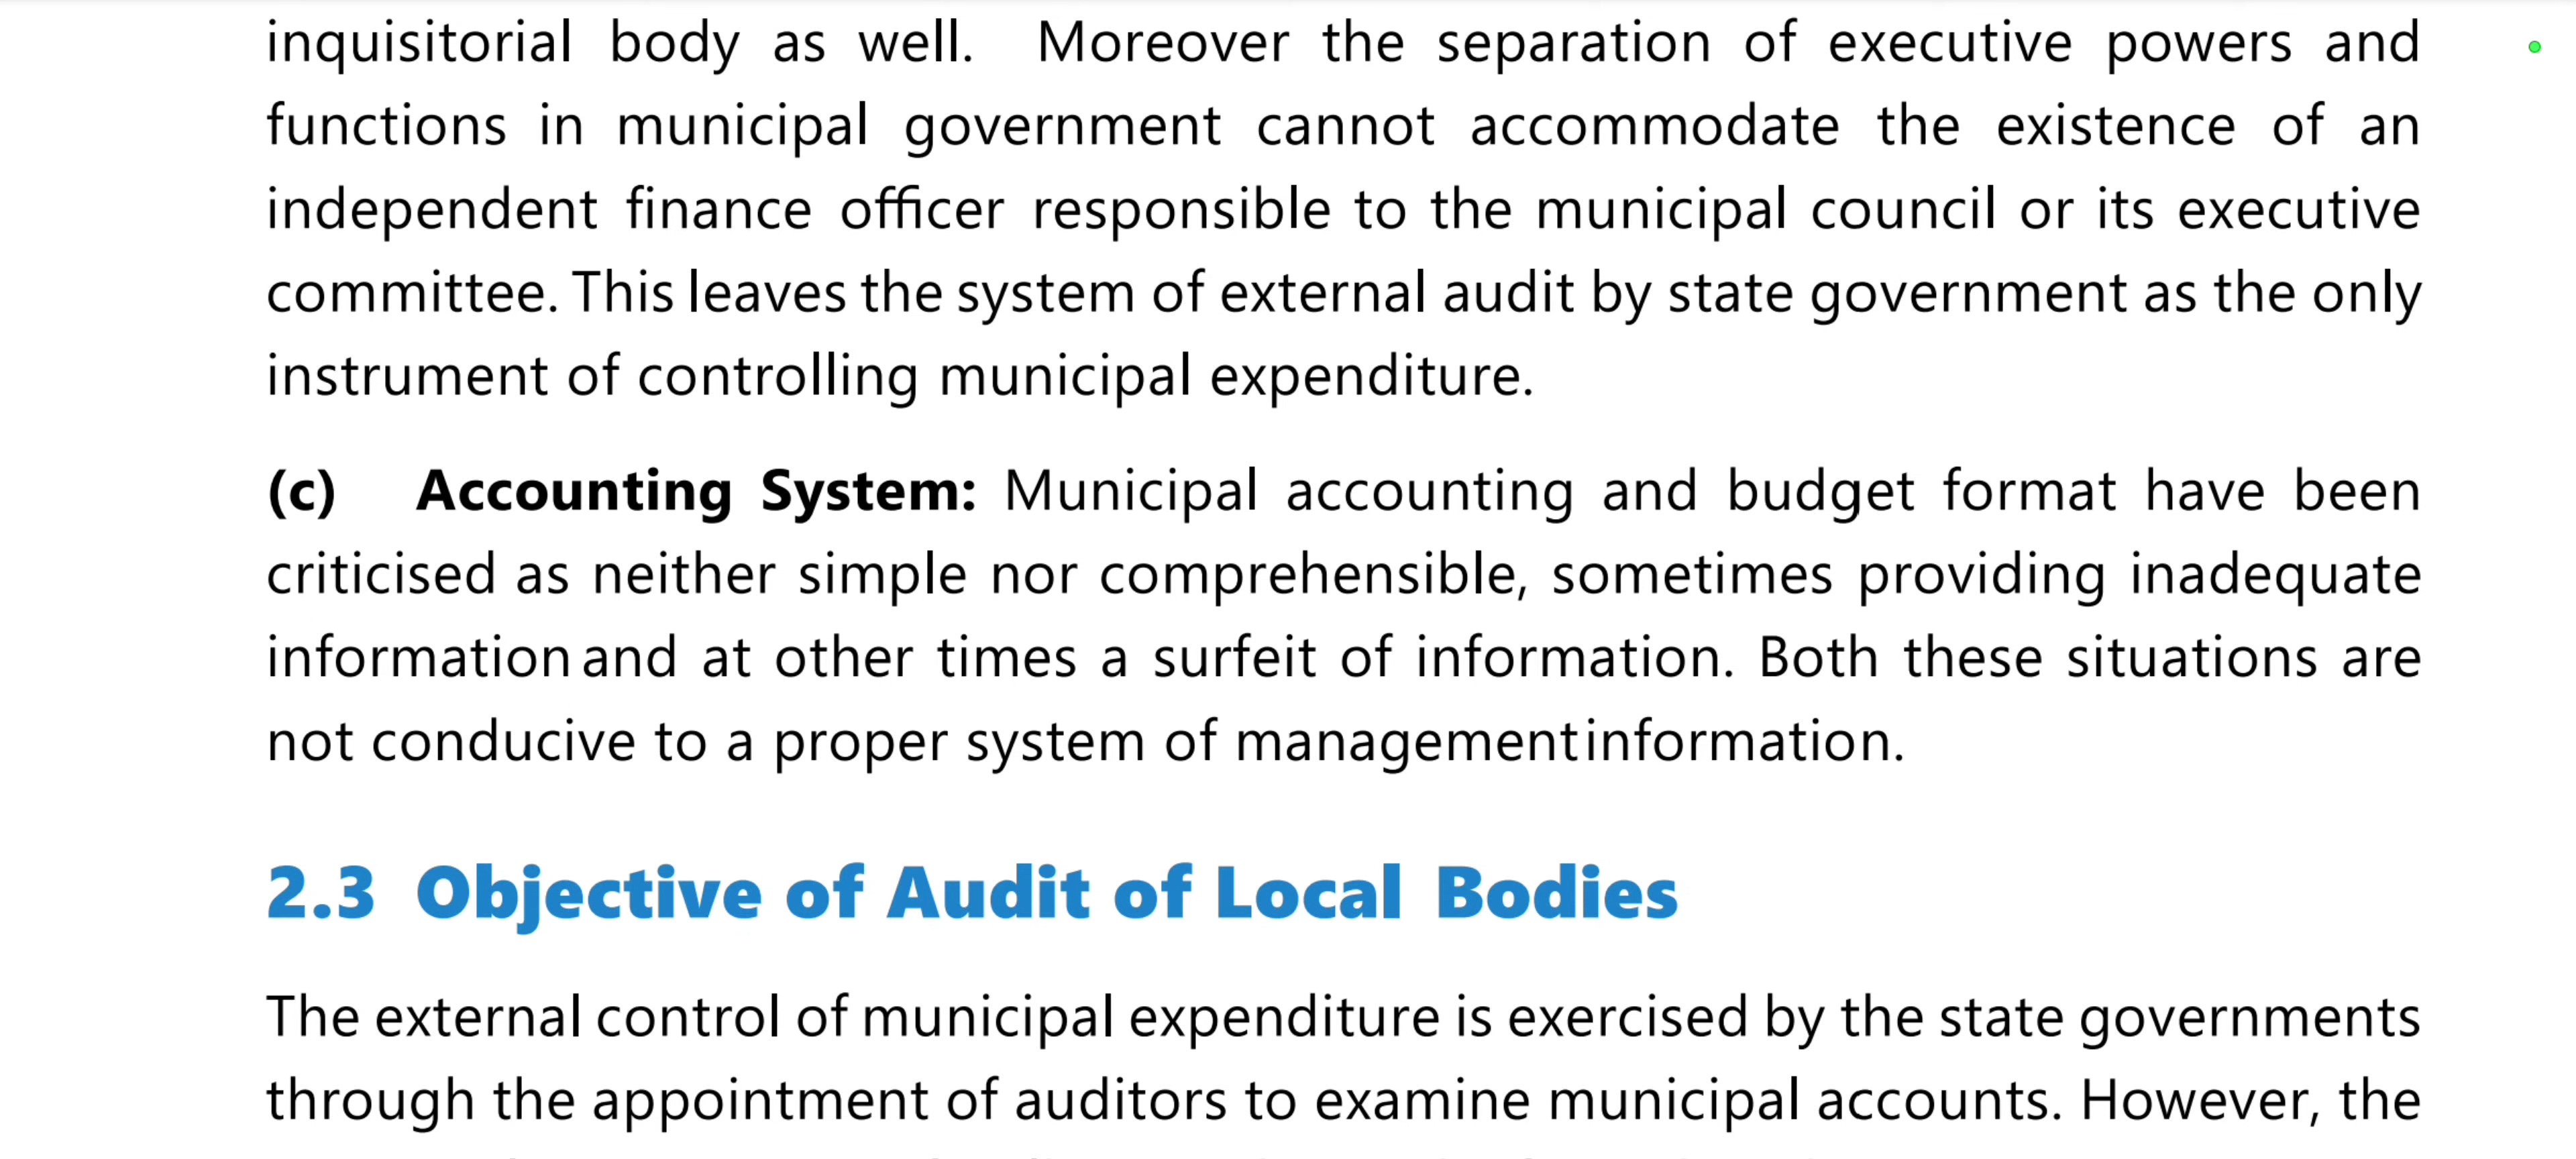 inquisitorial body as well. Moreover the separation of executive powers and
functions in municipal government cannot accommodate the existence of an
independent finance officer responsible to the municipal council or its executive
committee. This leaves the system of external audit by state government as the only
instrument of controlling municipal expenditure.
(c) Accounting System: Municipal accounting and budget format have been
criticised as neither simple nor comprehensible, sometimes providing inadequate
information and at other times a surfeit of information. Both these situations are
not conducive to a proper system of management information.
2.3 Objective of Audit of Local Bodies
The external control of municipal expenditure is exercised by the state governments
through the appointment of auditors to examine municipal accounts. However, the